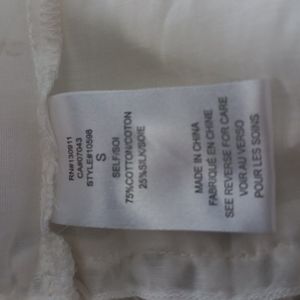 RN#130911
CA#07043
STYLE#10598
S
SELF/SOI
75%COTTON/COTON
25%SILK/SOIE
MADE IN CHINA
FABRIQUÉ EN CHINE
SEE REVERSE FOR CARE
VOIR AU VERSO
POUR LES SOINS